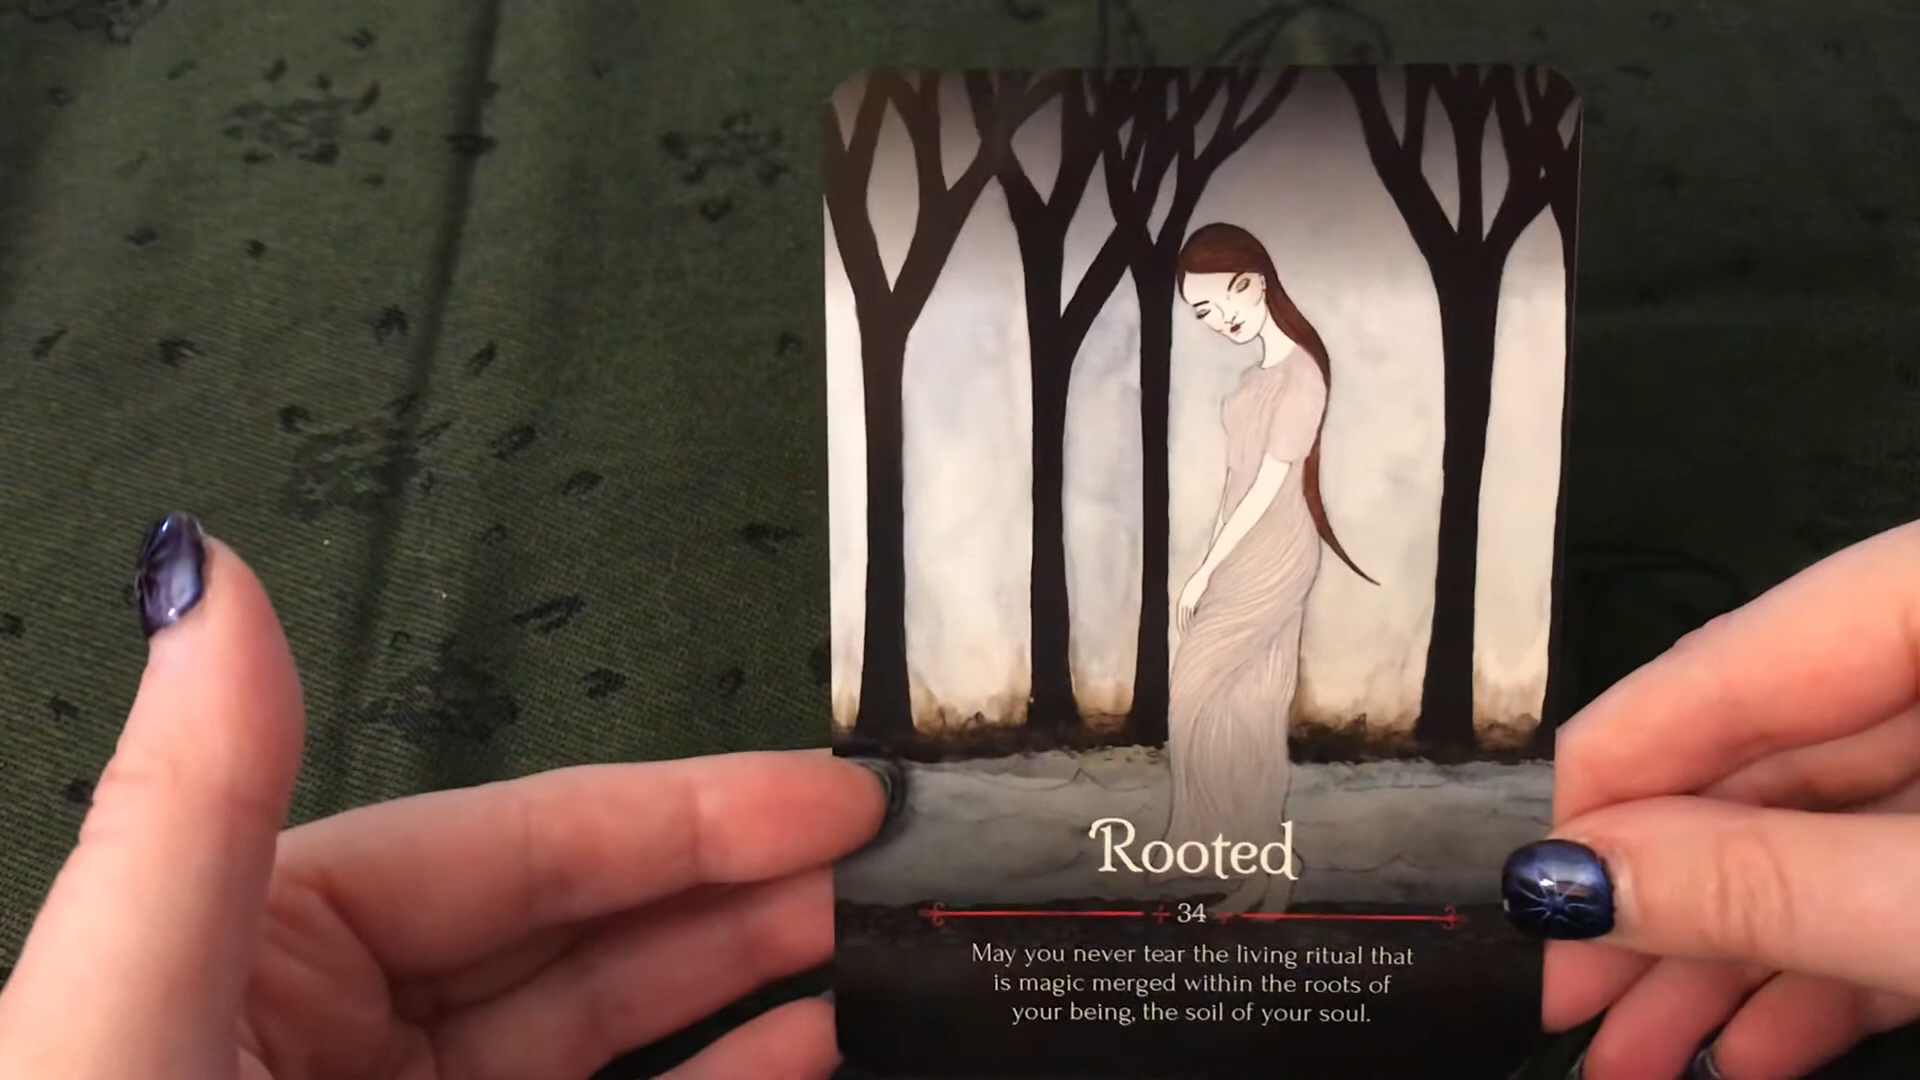 Rooted
34
May you never tear the living ritual that
is magic merged within the roots of
your being, the soil of your soul.